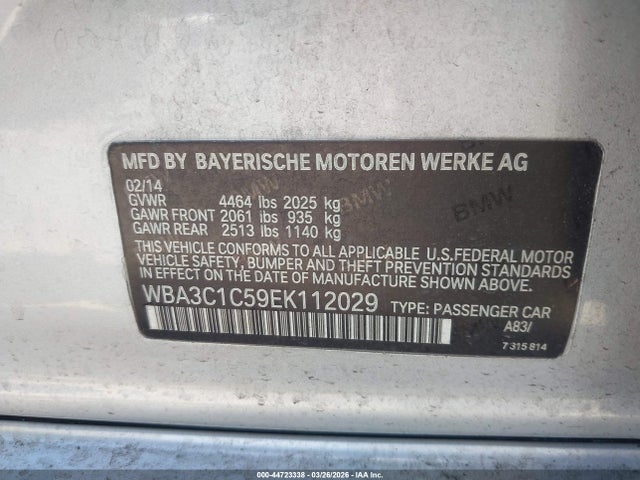 MFD BY BAYERISCHE MOTOREN WERKE AG
02/14
GVWR 4464 lbs 2025 kg
GAWR FRONT 2061 lbs 935 kg
GAWR REAR 2513 lbs 1140 kg
THIS VEHICLE CONFORMS TO ALL APPLICABLE U.S.FEDERAL MOTOR
VEHICLE SAFETY, BUMPER AND THEFT PREVENTION STANDARDS
IN EFFECT ON THE DATE OF MANUFACTURE SHOWN ABOVE.
WBA3C1C59EK112029 TYPE: PASSENGER CAR
A83/
7 315 814
BMW
BMW
000-44723338 | 03/26/2026 | IAA Inc.